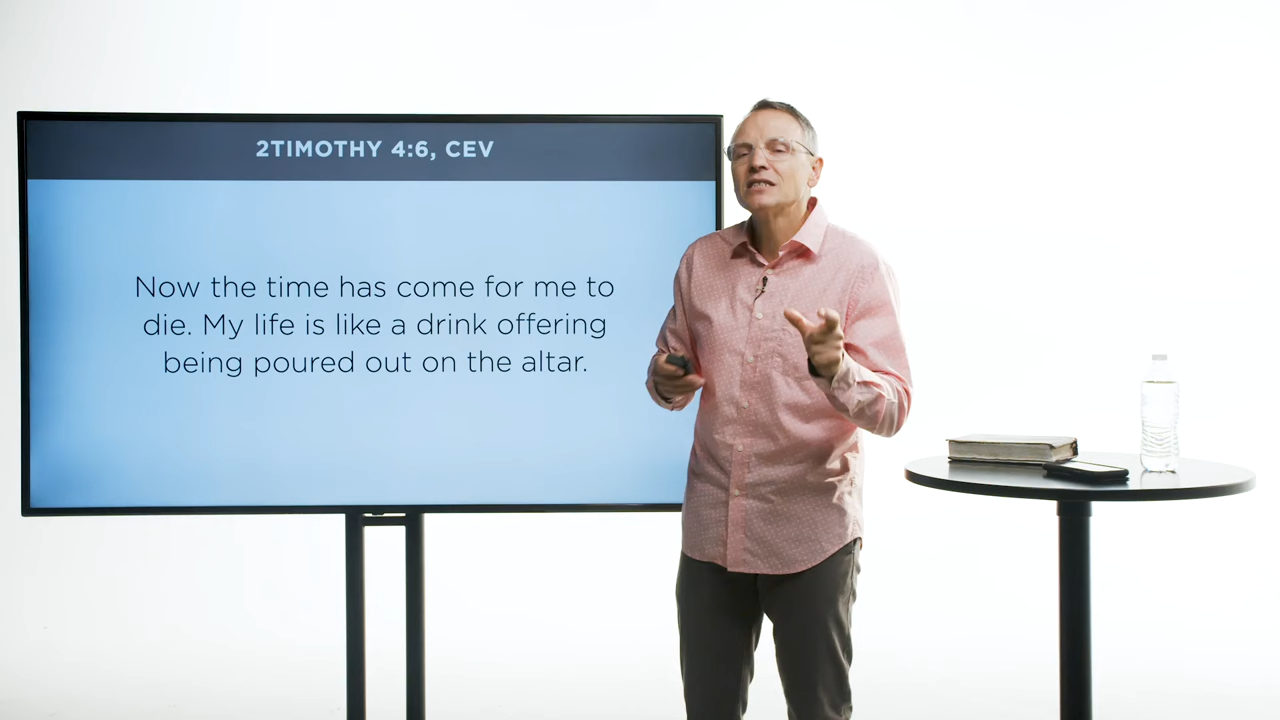 2TIMOTHY 4:6, CEV
Now the time has come for me to
die. My life is like a drink offering
being poured out on the altar.